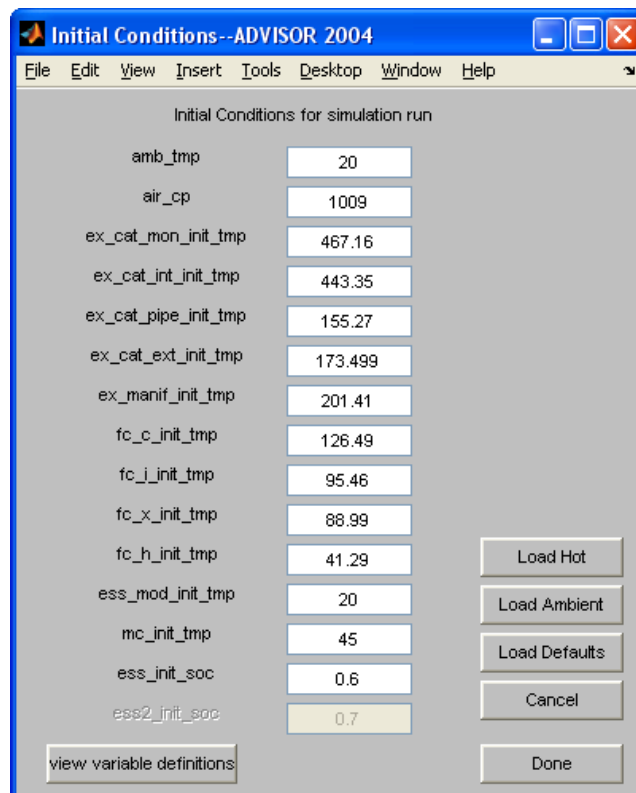 Initial Conditions--ADVISOR 2004
File Edit View Insert Tools Desktop Window Help
Initial Conditions for simulation run
amb_tmp 20
air_cp 1009
ex_cat_mon_init_tmp 467.16
ex_cat_int_init_tmp 443.35
ex_cat_pipe_init_tmp 155.27
ex_cat_ext_init_tmp 173.499
ex_manif_init_tmp 201.41
fc_c_init_tmp 126.49
fc_i_init_tmp 95.46
fc_x_init_tmp 88.99
fc_h_init_tmp 41.29 Load Hot
ess_mod_init_tmp 20 Load Ambient
mc_init_tmp 45 Load Defaults
ess_init_soc 0.6 Cancel
ess2_init_soc 0.7
view variable definitions Done